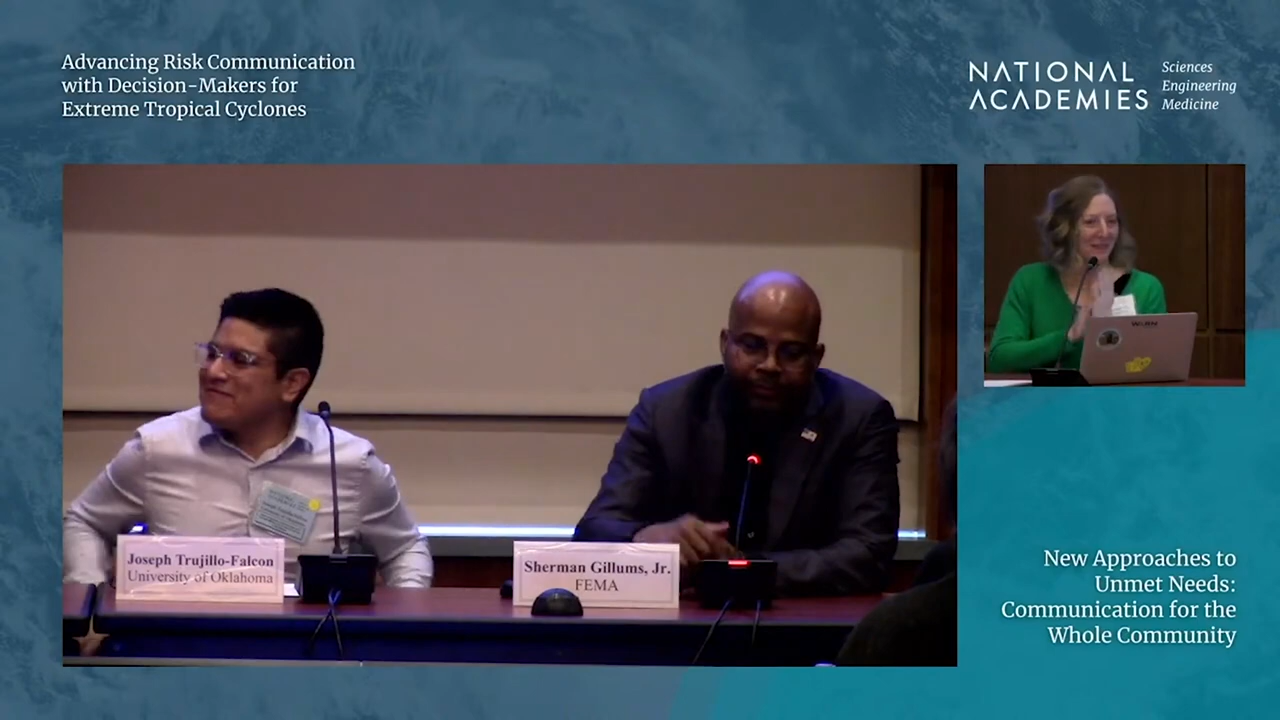 Advancing Risk Communication
with Decision-Makers for
Extreme Tropical Cyclones
NATIONAL
ACADEMIES
Sciences
Engineering
Medicine
Joseph Trujillo-Falcon
University of Oklahoma
Sherman Gillums, Jr.
FEMA
New Approaches to
Unmet Needs:
Communication for the
Whole Community